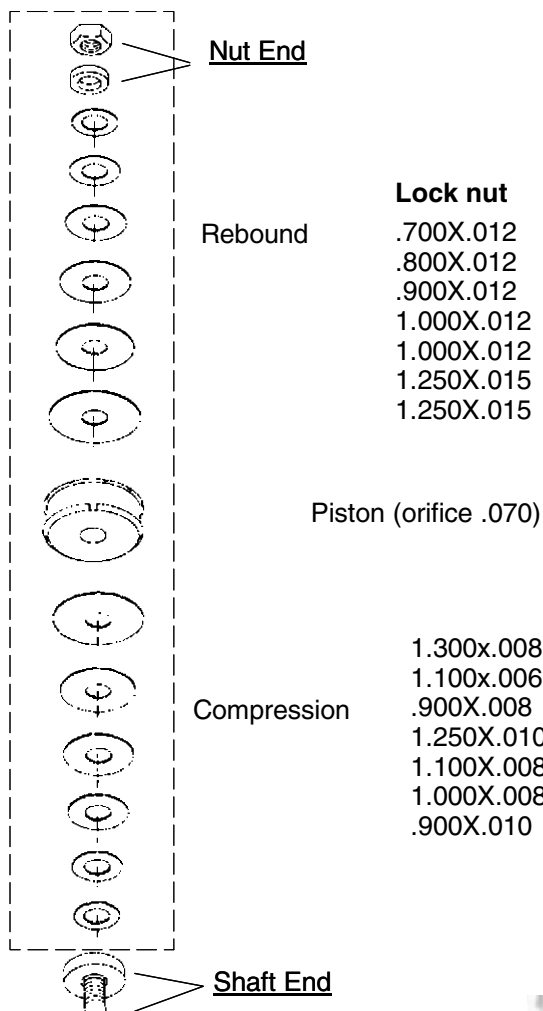 Nut End
Lock nut
Rebound
.700X.012
.800X.012
.900X.012
1.000X.012
1.000X.012
1.250X.015
1.250X.015
Piston (orifice .070)
1.300x.008
1.100x.006
Compression
.900X.008
1.250X.010
1.100X.008
1.000X.008
.900X.010
Shaft End